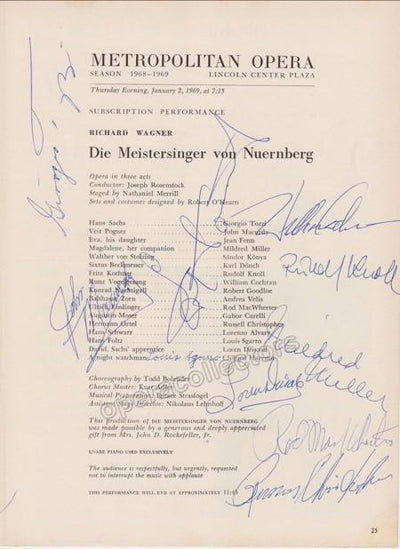 METROPOLITAN OPERA
SEASON 1968–1969 LINCOLN CENTER PLAZA
Thursday Evening, January 2, 1969, at 7:15
SUBSCRIPTION PERFORMANCE
RICHARD WAGNER
Die Meistersinger von Nuernberg
Opera in three acts
Conductor: Joseph Rosenstock
Staged by Nathaniel Merrill
Sets and costumes designed by Robert O'Hearn
Hans Sachs Giorgio Tozzi
Veit Pogner John Macurdy
Eva, his daughter Jean Fenn
Magdalene, her companion Mildred Miller
Walther von Stolzing Sándor Kónya
Sixtus Beckmesser Karl Dönch
Fritz Kothner Rudolf Knoll
Kunz Vogelgesang William Cochran
Konrad Nachtigall Robert Goodloe
Balthasar Zorn Andrea Velis
Ulrich Eisslinger Rod MacWherter
Augustin Moser Gabor Carelli
Hermann Ortel Russell Christopher
Hans Schwarz Lorenzo Alvary
Hans Foltz Louis Sgarro
David, Sachs' apprentice Loren Driscoll
A night watchman Clifford Harvuot
Louis Sgarro
Rudolf Knoll
Mildred
Miller
Loren Driscoll
Rod MacWherter
Russell Christopher
Choreography by Todd Bolender
Chorus Master: Kurt Adler
Musical Preparation: Ignace Strasfogel
Assistant Stage Director: Nikolaus Lehnhoff
This production of DIE MEISTERSINGER VON NUERNBERG
was made possible by a generous and deeply appreciated
gift from Mrs. John D. Rockefeller, Jr.
KNABE PIANO USED EXCLUSIVELY
The audience is respectfully, but urgently, requested
not to interrupt the music with applause
THIS PERFORMANCE WILL END AT APPROXIMATELY
25